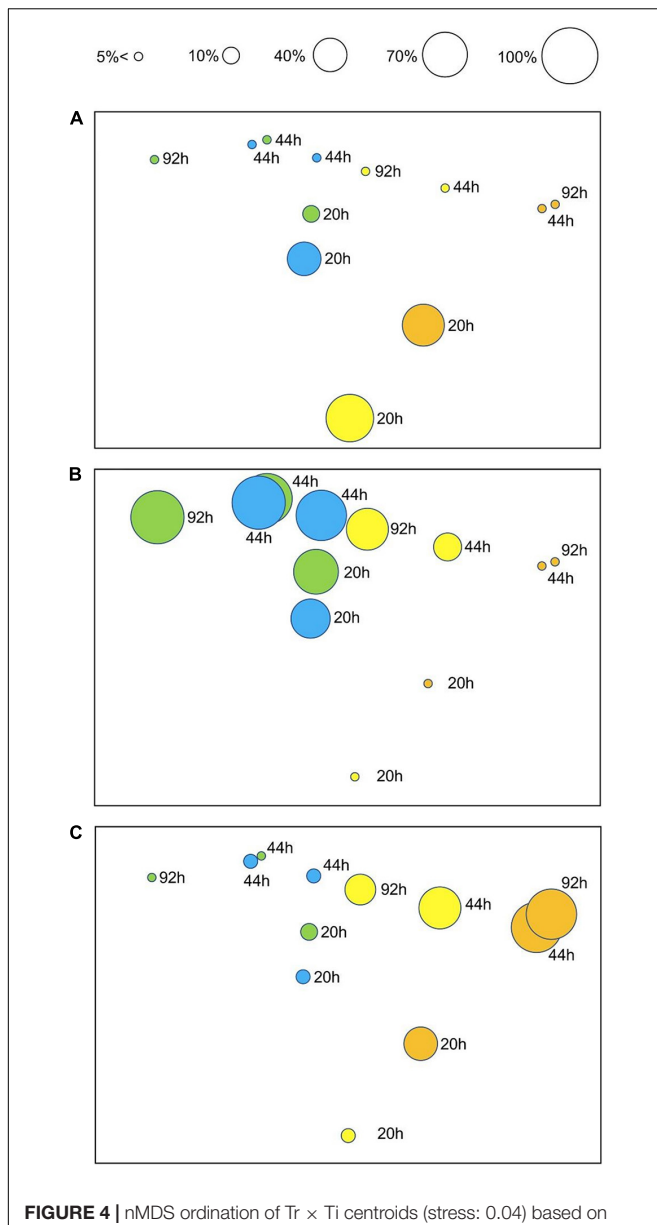 5%< 10% 40% 70% 100%
A
44h
92h 44h 44h
92h
44h 92h
44h
20h
20h
20h
20h
B
44h
44h
92h 92h
44h
44h 92h
44h
20h
20h
20h
20h
C
44h
44h
92h 44h
92h 92h
44h
44h
20h
20h
20h
20h
FIGURE 4 | nMDS ordination of Tr × Ti centroids (stress: 0.04) based on